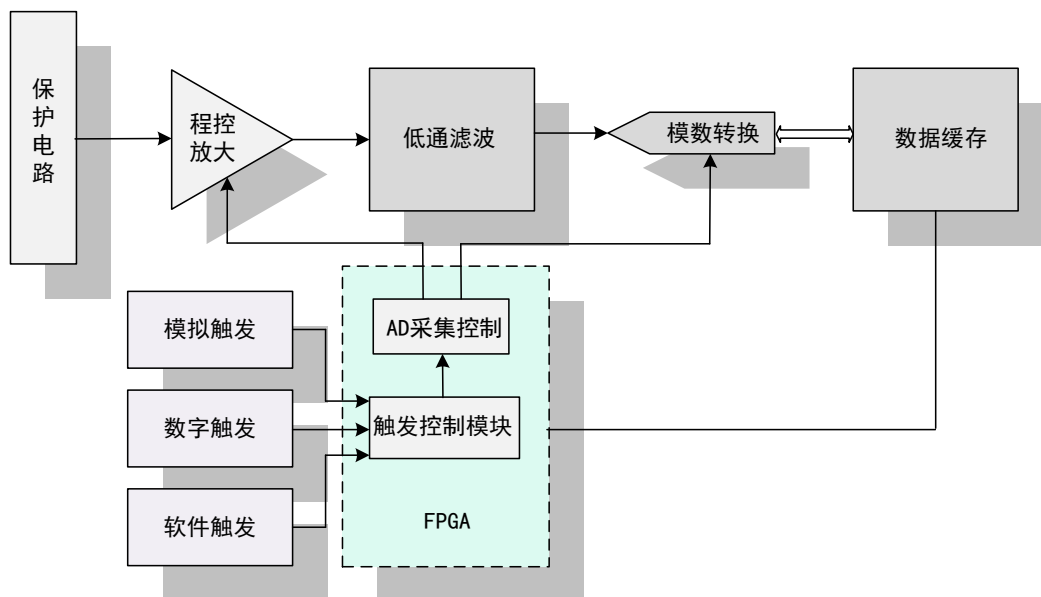 保护电路
程控
放大
低通滤波
模数转换
数据缓存
模拟触发
AD采集控制
数字触发
触发控制模块
软件触发
FPGA